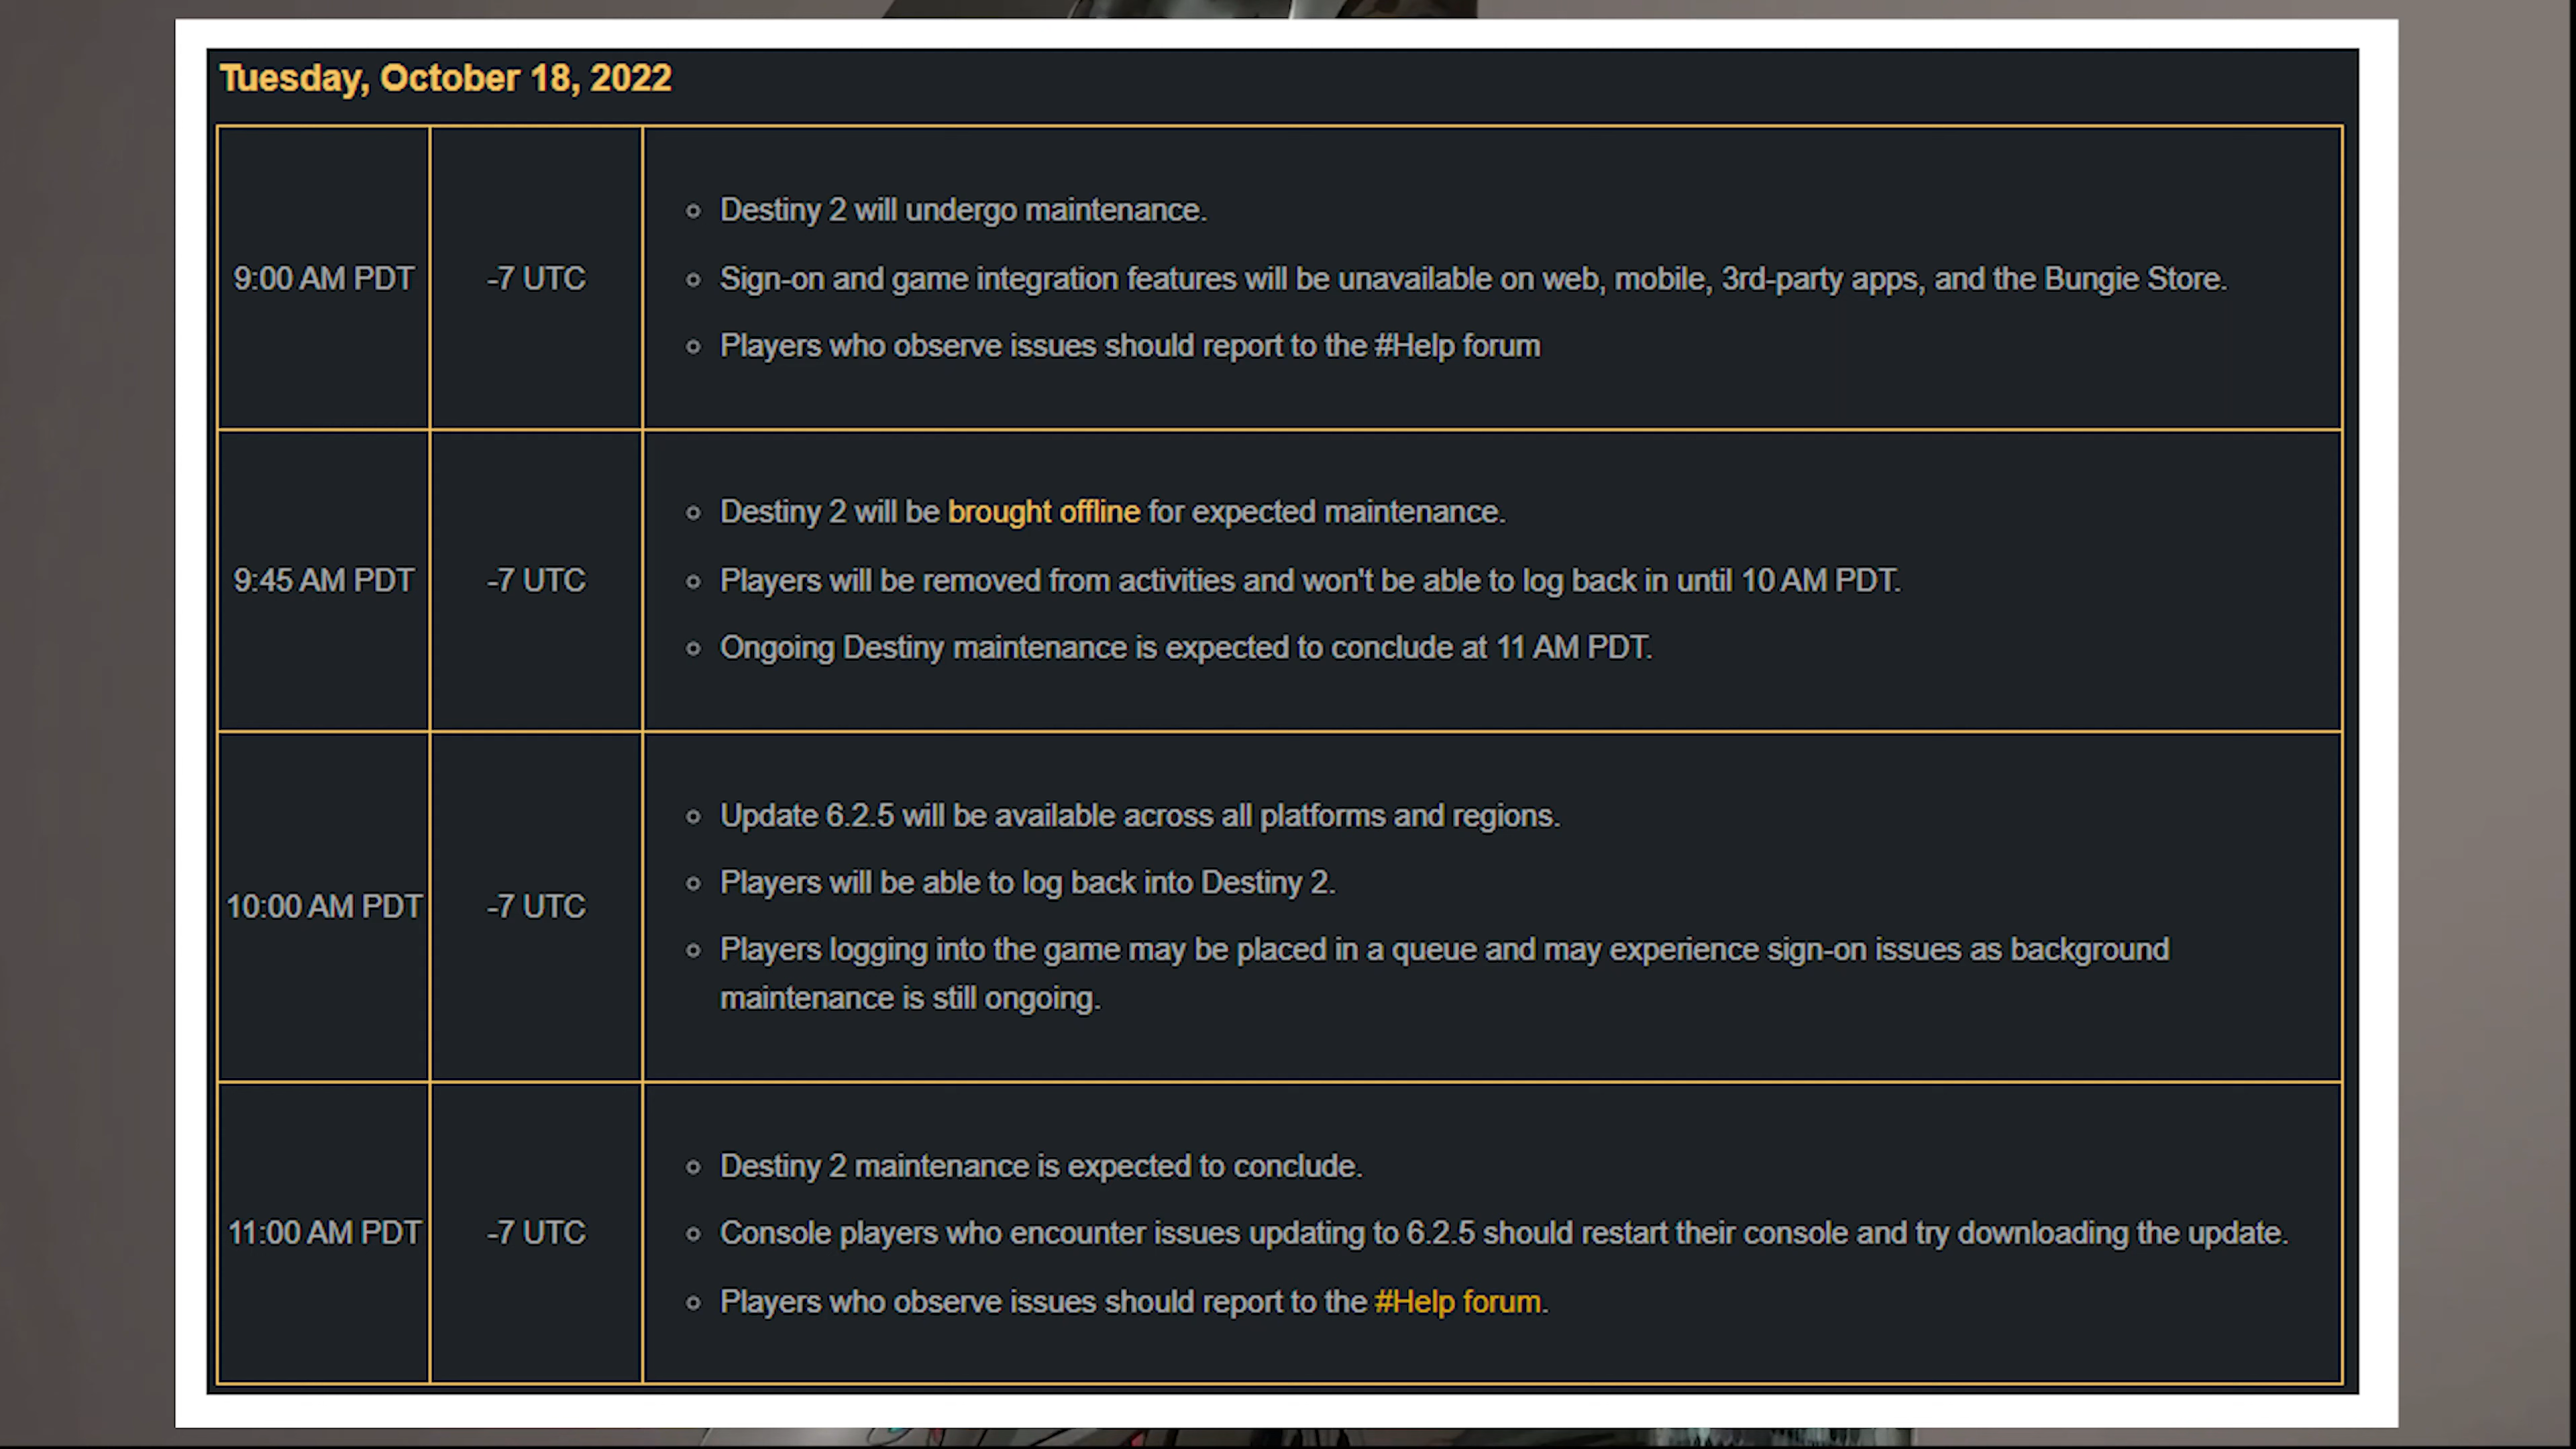 Tuesday, October 18, 2022
9:00 AM PDT
-7 UTC
Destiny 2 will undergo maintenance.
Sign-on and game integration features will be unavailable on web, mobile, 3rd-party apps, and the Bungie Store.
Players who observe issues should report to the #Help forum
9:45 AM PDT
-7 UTC
Destiny 2 will be brought offline for expected maintenance.
Players will be removed from activities and won't be able to log back in until 10 AM PDT.
Ongoing Destiny maintenance is expected to conclude at 11 AM PDT.
10:00 AM PDT
-7 UTC
Update 6.2.5 will be available across all platforms and regions.
Players will be able to log back into Destiny 2.
Players logging into the game may be placed in a queue and may experience sign-on issues as background
maintenance is still ongoing.
11:00 AM PDT
-7 UTC
Destiny 2 maintenance is expected to conclude.
Console players who encounter issues updating to 6.2.5 should restart their console and try downloading the update.
Players who observe issues should report to the #Help forum.